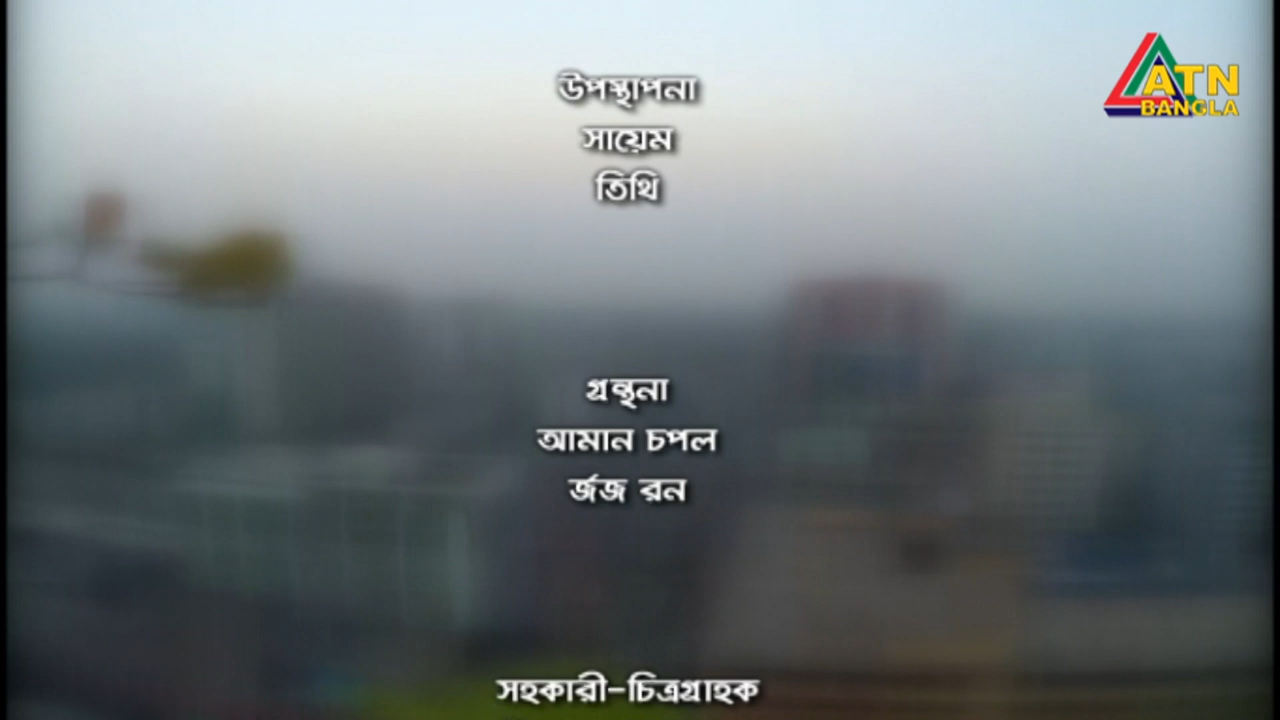 ATN
BANGLA
উপস্থাপনা
সায়েম
তিথি
গ্রন্থনা
আমান চপল
র্জজ রন
সহকারী-চিত্রগ্রাহক